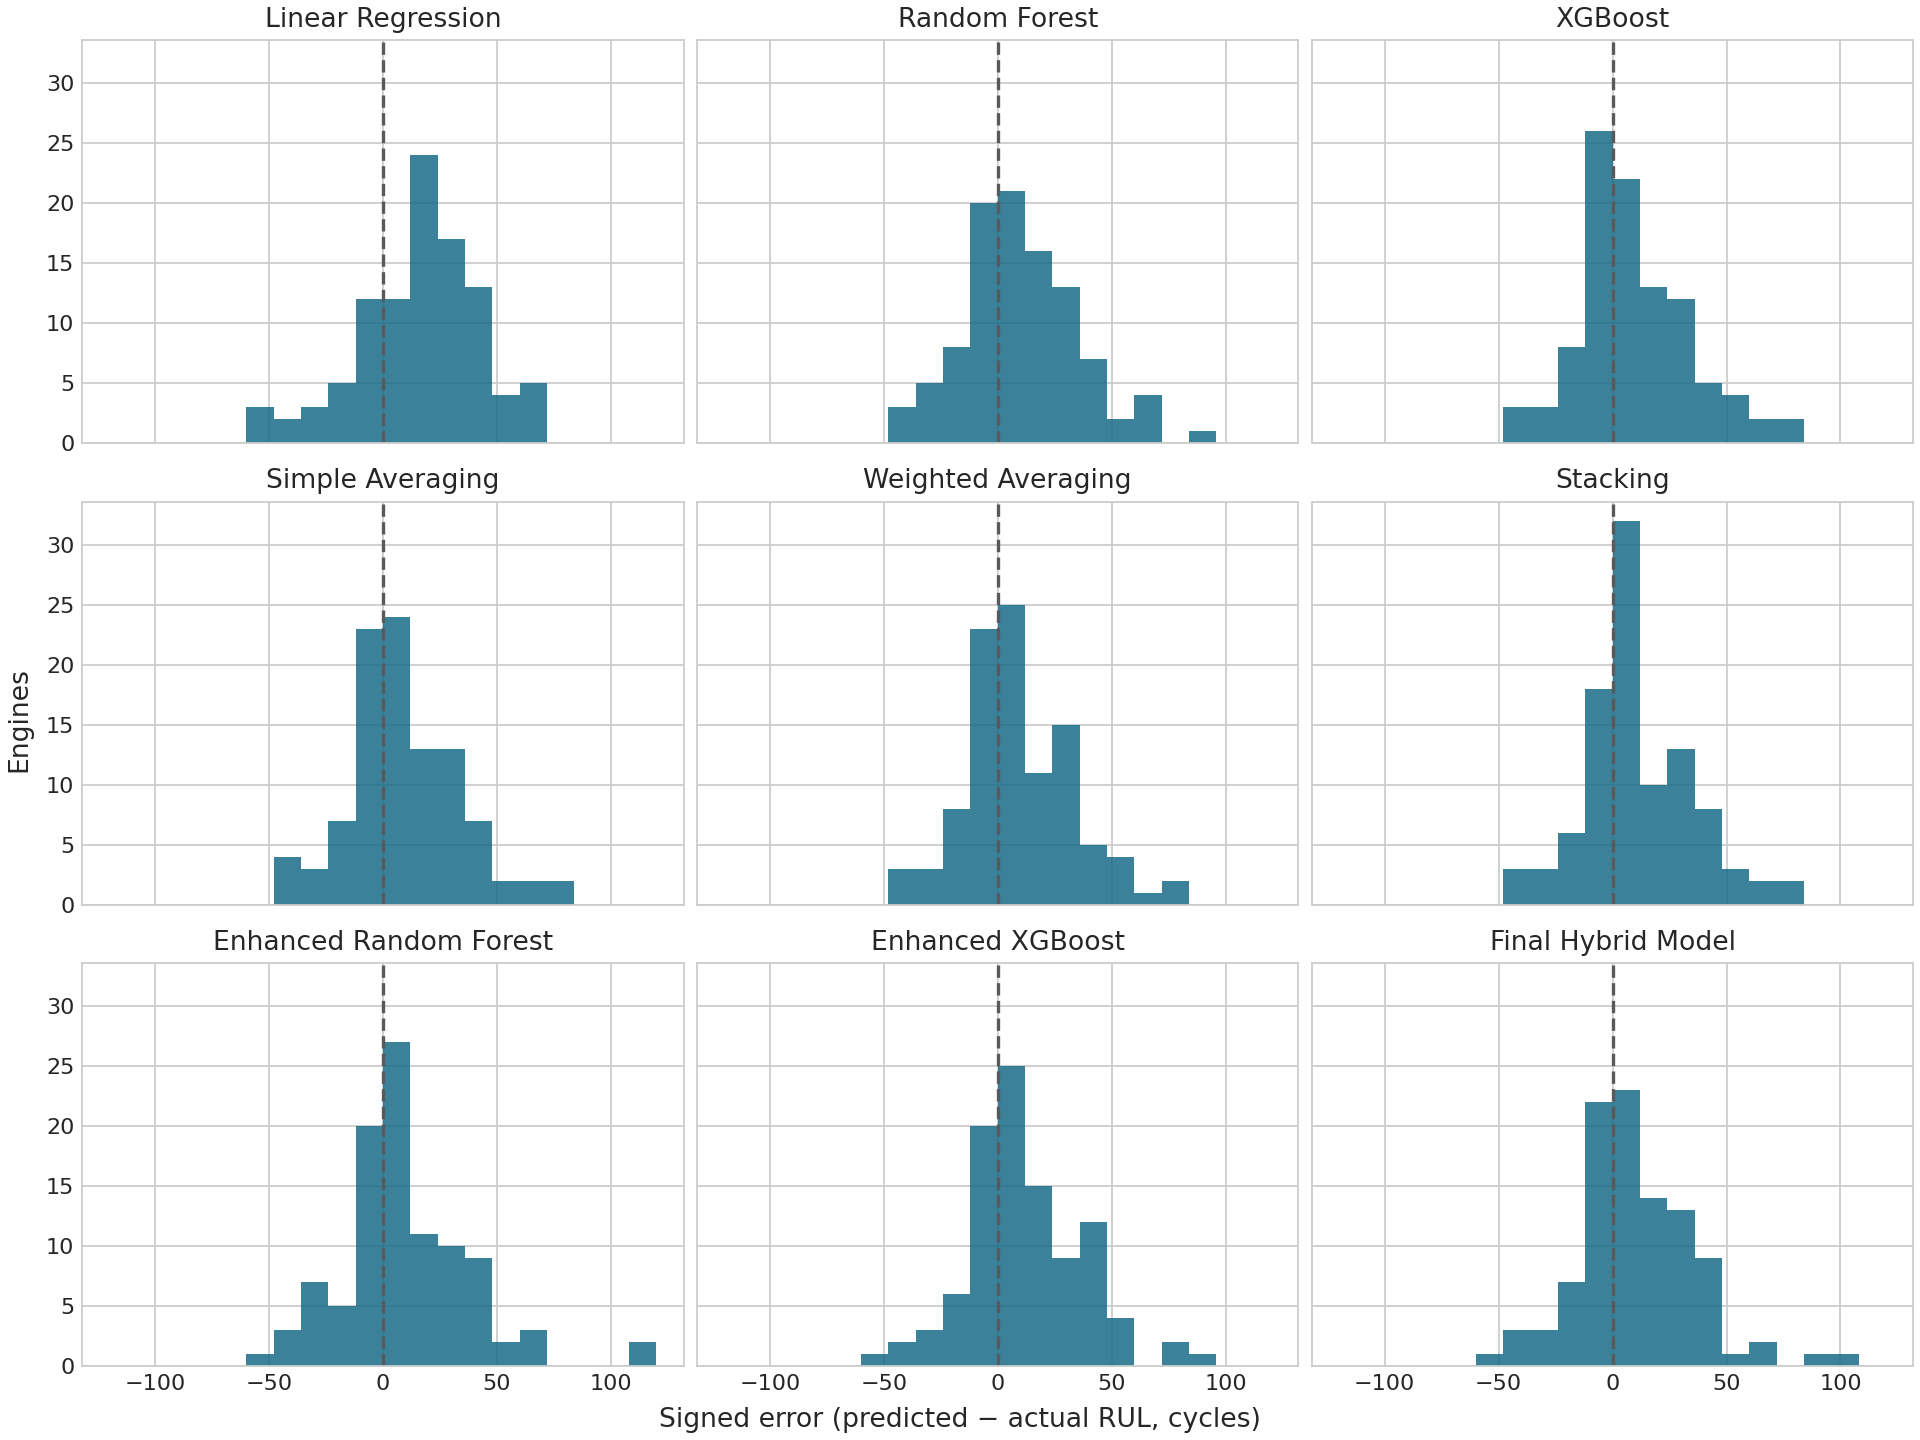 Linear Regression
Random Forest
XGBoost
30
25
20
15
10
5
0
Simple Averaging
Weighted Averaging
Stacking
Engines
30
25
20
15
10
5
0
Enhanced Random Forest
Enhanced XGBoost
Final Hybrid Model
30
25
20
15
10
5
0
−100 −50 0 50 100
−100 −50 0 50 100
−100 −50 0 50 100
Signed error (predicted − actual RUL, cycles)